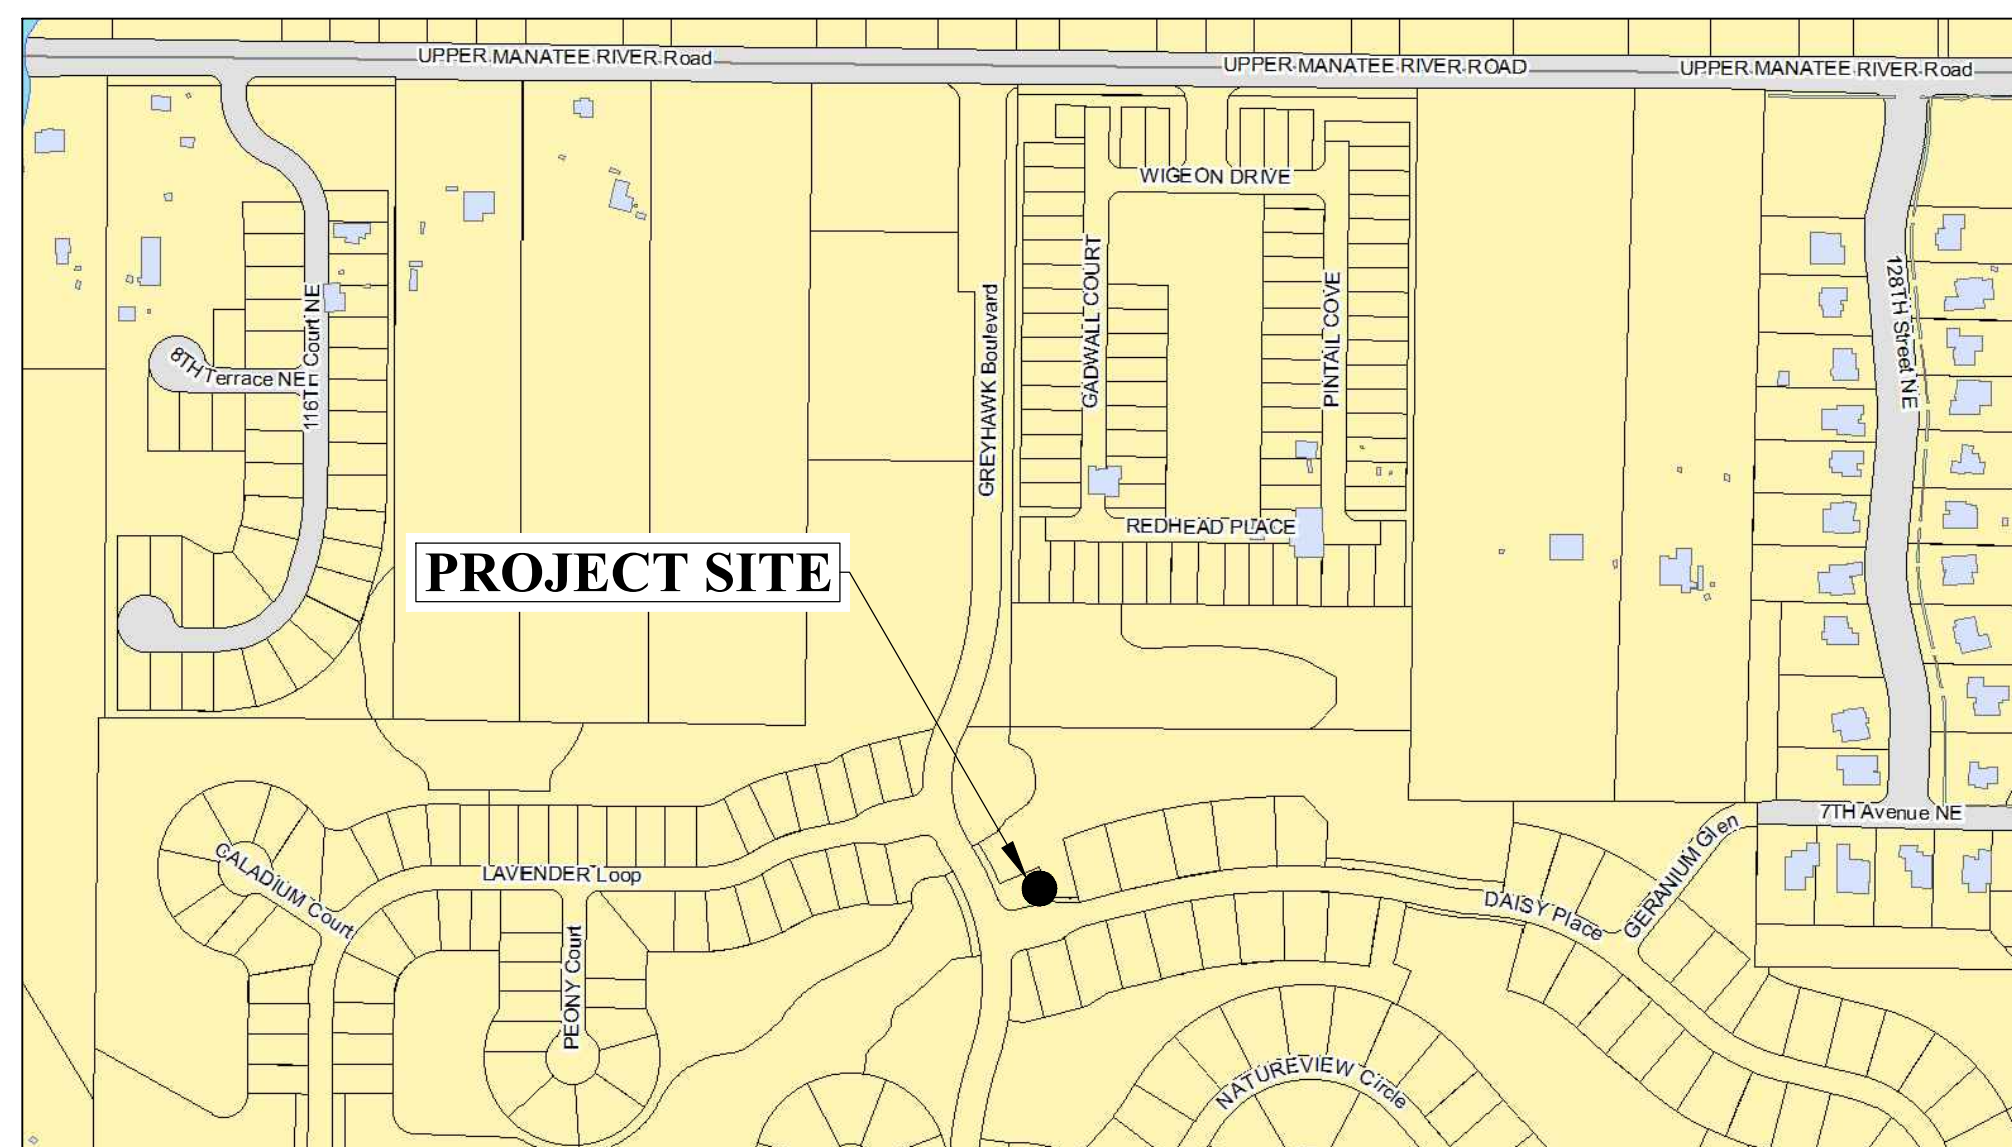 UPPER MANATEE RIVER Road
UPPER MANATEE RIVER ROAD
UPPER MANATEE RIVER Road
WIGEON DRIVE
GADWALL COURT
PINTAIL COVE
GREYHAWK Boulevard
128TH Street NE
116TH Court NE
8TH Terrace NE
REDHEAD PLACE
PROJECT SITE
7TH Avenue NE
GERANIUM Glen
CALADIUM Court
LAVENDER Loop
DAISY Place
PEONY Court
NATUREVIEW Circle